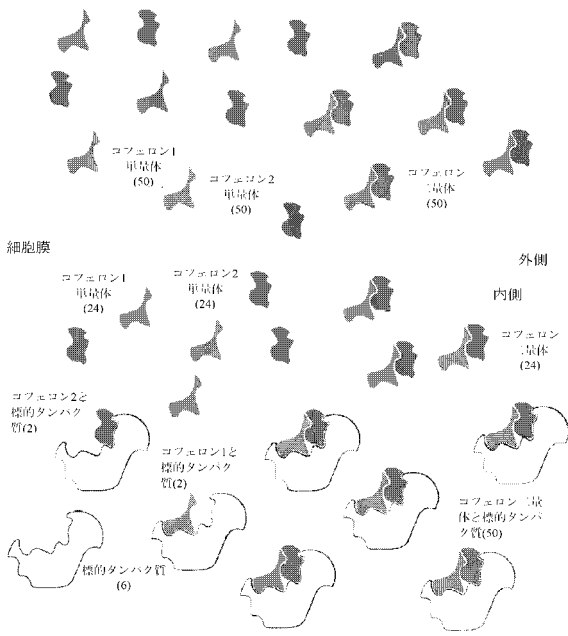 コフェロン1
単量体
(50)
コフェロン2
単量体
(50)
コフェロン
二量体
(50)
細胞膜
外側
内側
コフェロン1
単量体
(24)
コフェロン2
単量体
(24)
コフェロン
二量体
(24)
コフェロン2と
標的タンパク
質(2)
コフェロン1と
標的タンパク
質(2)
コフェロン二量
体と標的タンパ
ク質(50)
標的タンパク質
(6)